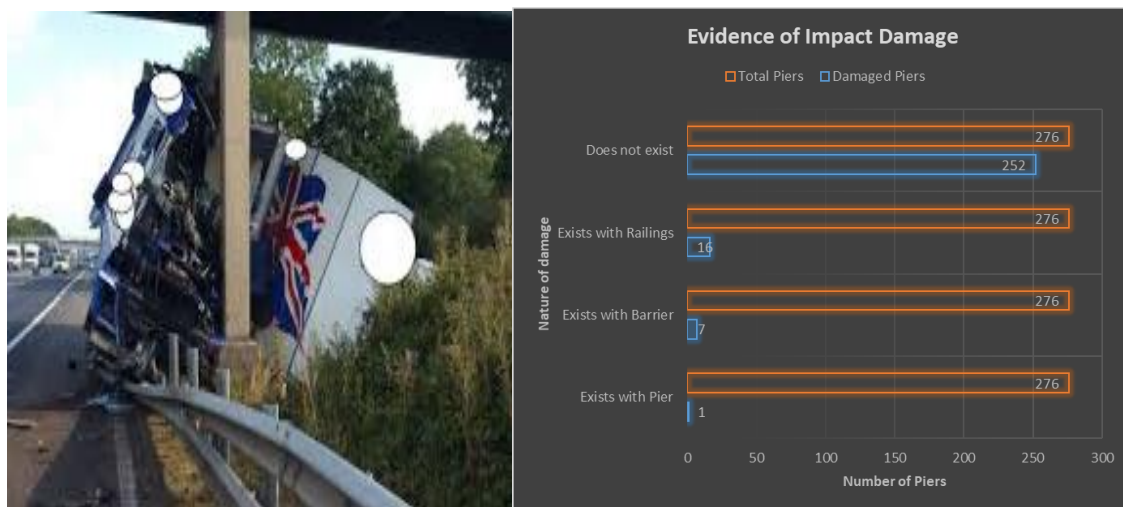 Evidence of Impact Damage
Total Piers
Damaged Piers
Nature of damage
Does not exist
276
252
Exists with Railings
276
16
Exists with Barrier
276
7
Exists with Pier
276
1
0 50 100 150 200 250 300
Number of Piers